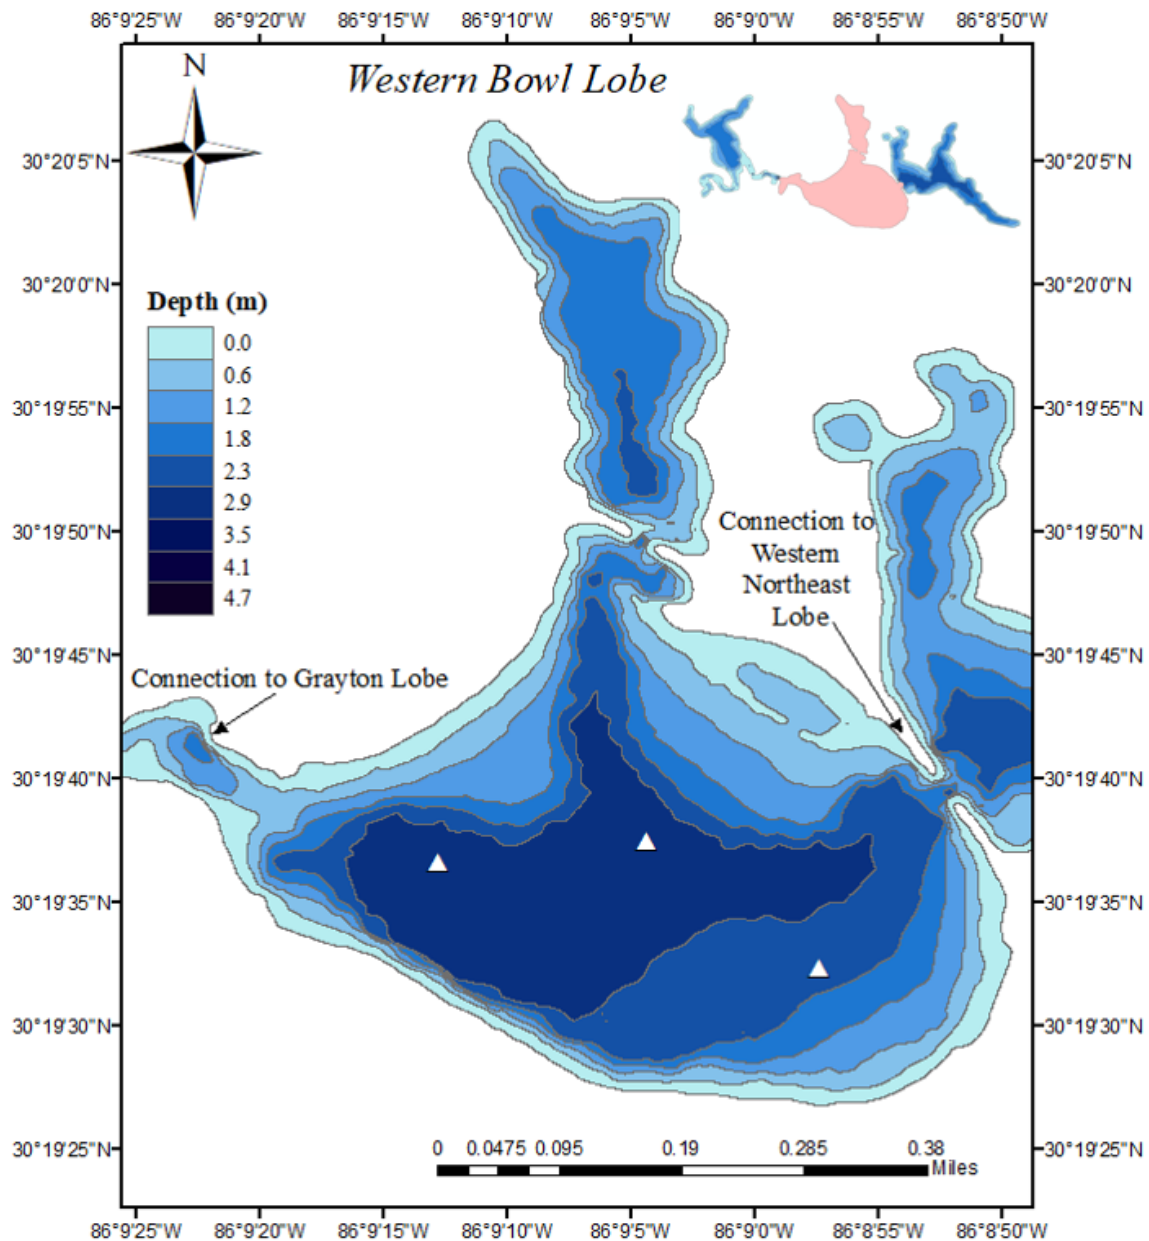 86°9'25"W 86°9'20"W 86°9'15"W 86°9'10"W 86°9'5"W 86°9'0"W 86°8'55"W 86°8'50"W
N
Western Bowl Lobe
30°20'5"N 30°20'5"N
30°20'0"N 30°20'0"N
Depth (m)
0.0
0.6
1.2
1.8
2.3
2.9
3.5
4.1
4.7
30°19'55"N 30°19'55"N
30°19'50"N 30°19'50"N
Connection to
Western
Northeast
Lobe
30°19'45"N 30°19'45"N
Connection to Grayton Lobe
30°19'40"N 30°19'40"N
30°19'35"N 30°19'35"N
30°19'30"N 30°19'30"N
30°19'25"N 30°19'25"N
0 0.0475 0.095 0.19 0.285 0.38
Miles
86°9'25"W 86°9'20"W 86°9'15"W 86°9'10"W 86°9'5"W 86°9'0"W 86°8'55"W 86°8'50"W